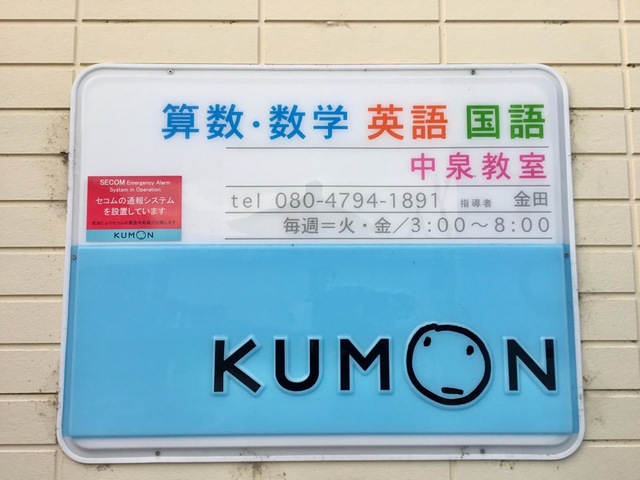 算数・数学 英語 国語
中泉教室
tel 080-4794-1891 指導者 金田
毎週＝火・金／3:00～8:00
SECOM Emergency Alarm
System in Operation
セコムの通報システム
を設置しています
KUMON
KUMON